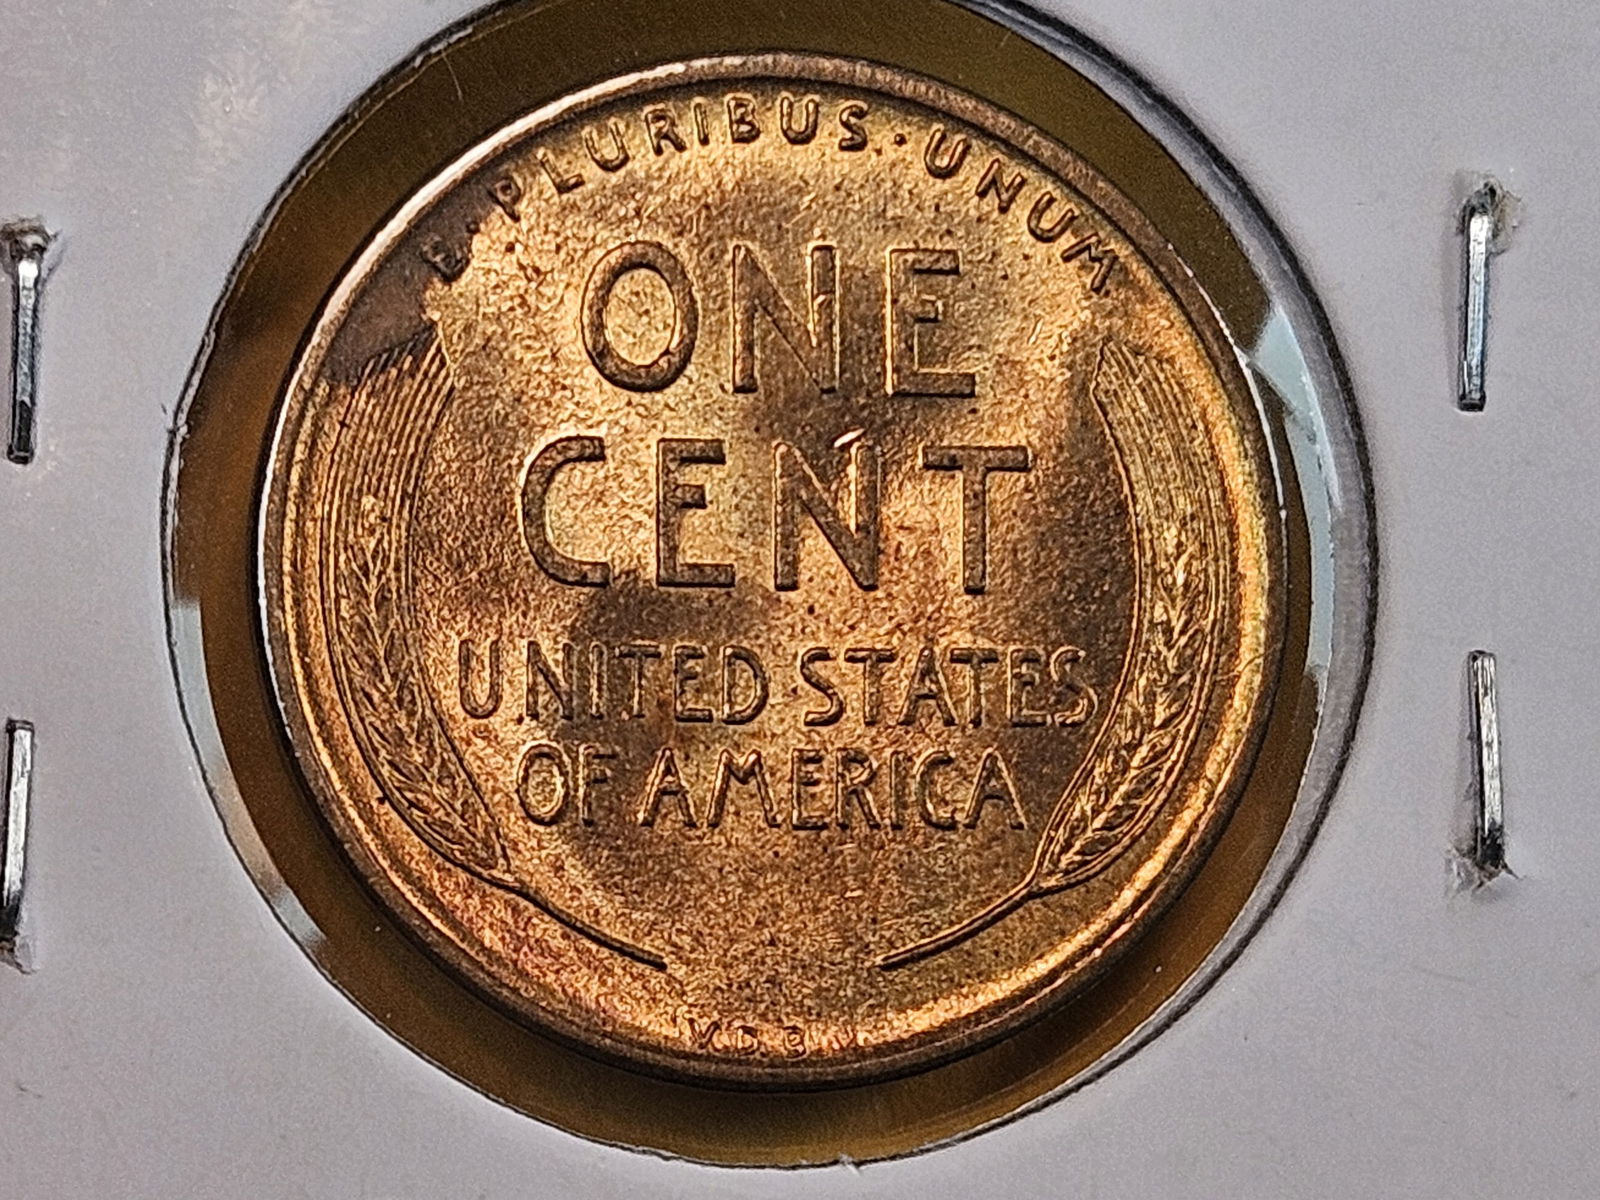 E·PLURIBUS·UNUM
ONE
CENT
UNITED STATES
OF AMERICA
V.D.B.